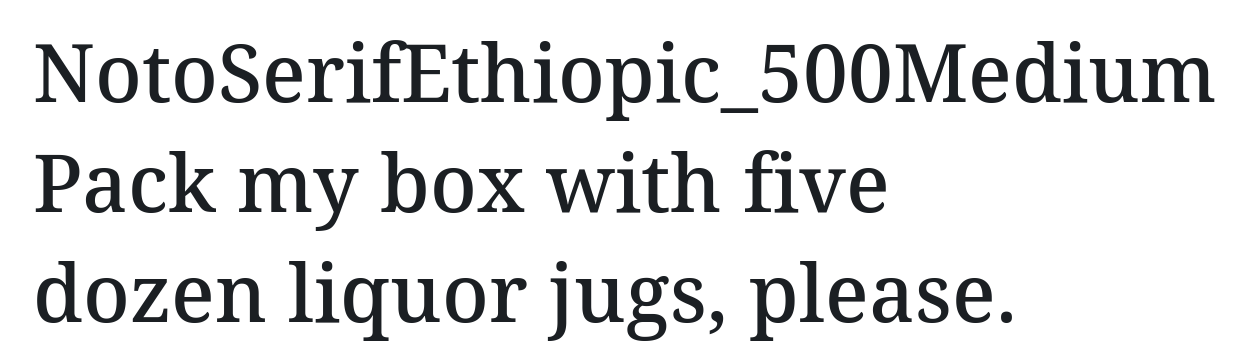 NotoSerifEthiopic_500Medium
Pack my box with five
dozen liquor jugs, please.